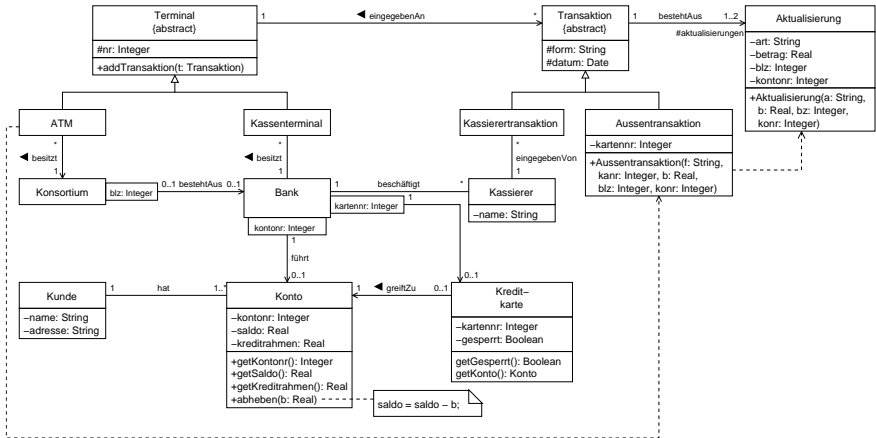 Terminal
{abstract}
#nr: Integer
+addTransaktion(t: Transaktion)
1
◀ eingegebenAn
*
Transaktion
{abstract}
#form: String
#datum: Date
1
bestehtAus
1..2
#aktualisierungen
Aktualisierung
−art: String
−betrag: Real
−blz: Integer
−kontonr: Integer
+Aktualisierung(a: String,
b: Real, bz: Integer,
konr: Integer)
ATM
Kassenterminal
Kassierertransaktion
Aussentransaktion
−kartennr: Integer
+Aussentransaktion(f: String,
kanr: Integer, b: Real,
blz: Integer, konr: Integer)
*
◀ besitzt
1
*
◀ besitzt
1
*
eingegebenVon
1
Konsortium
blz: Integer
0..1
bestehtAus
0..1
Bank
kontonr: Integer
kartennr: Integer
1
beschäftigt
*
1
Kassierer
−name: String
1
führt
0..1
0..1
Kunde
−name: String
−adresse: String
1
hat
1..*
Konto
−kontonr: Integer
−saldo: Real
−kreditrahmen: Real
+getKontonr(): Integer
+getSaldo(): Real
+getKreditrahmen(): Real
+abheben(b: Real)
1
◀ greiftZu
0..1
Kredit−
karte
−kartennr: Integer
−gesperrt: Boolean
getGesperrt(): Boolean
getKonto(): Konto
saldo = saldo − b;